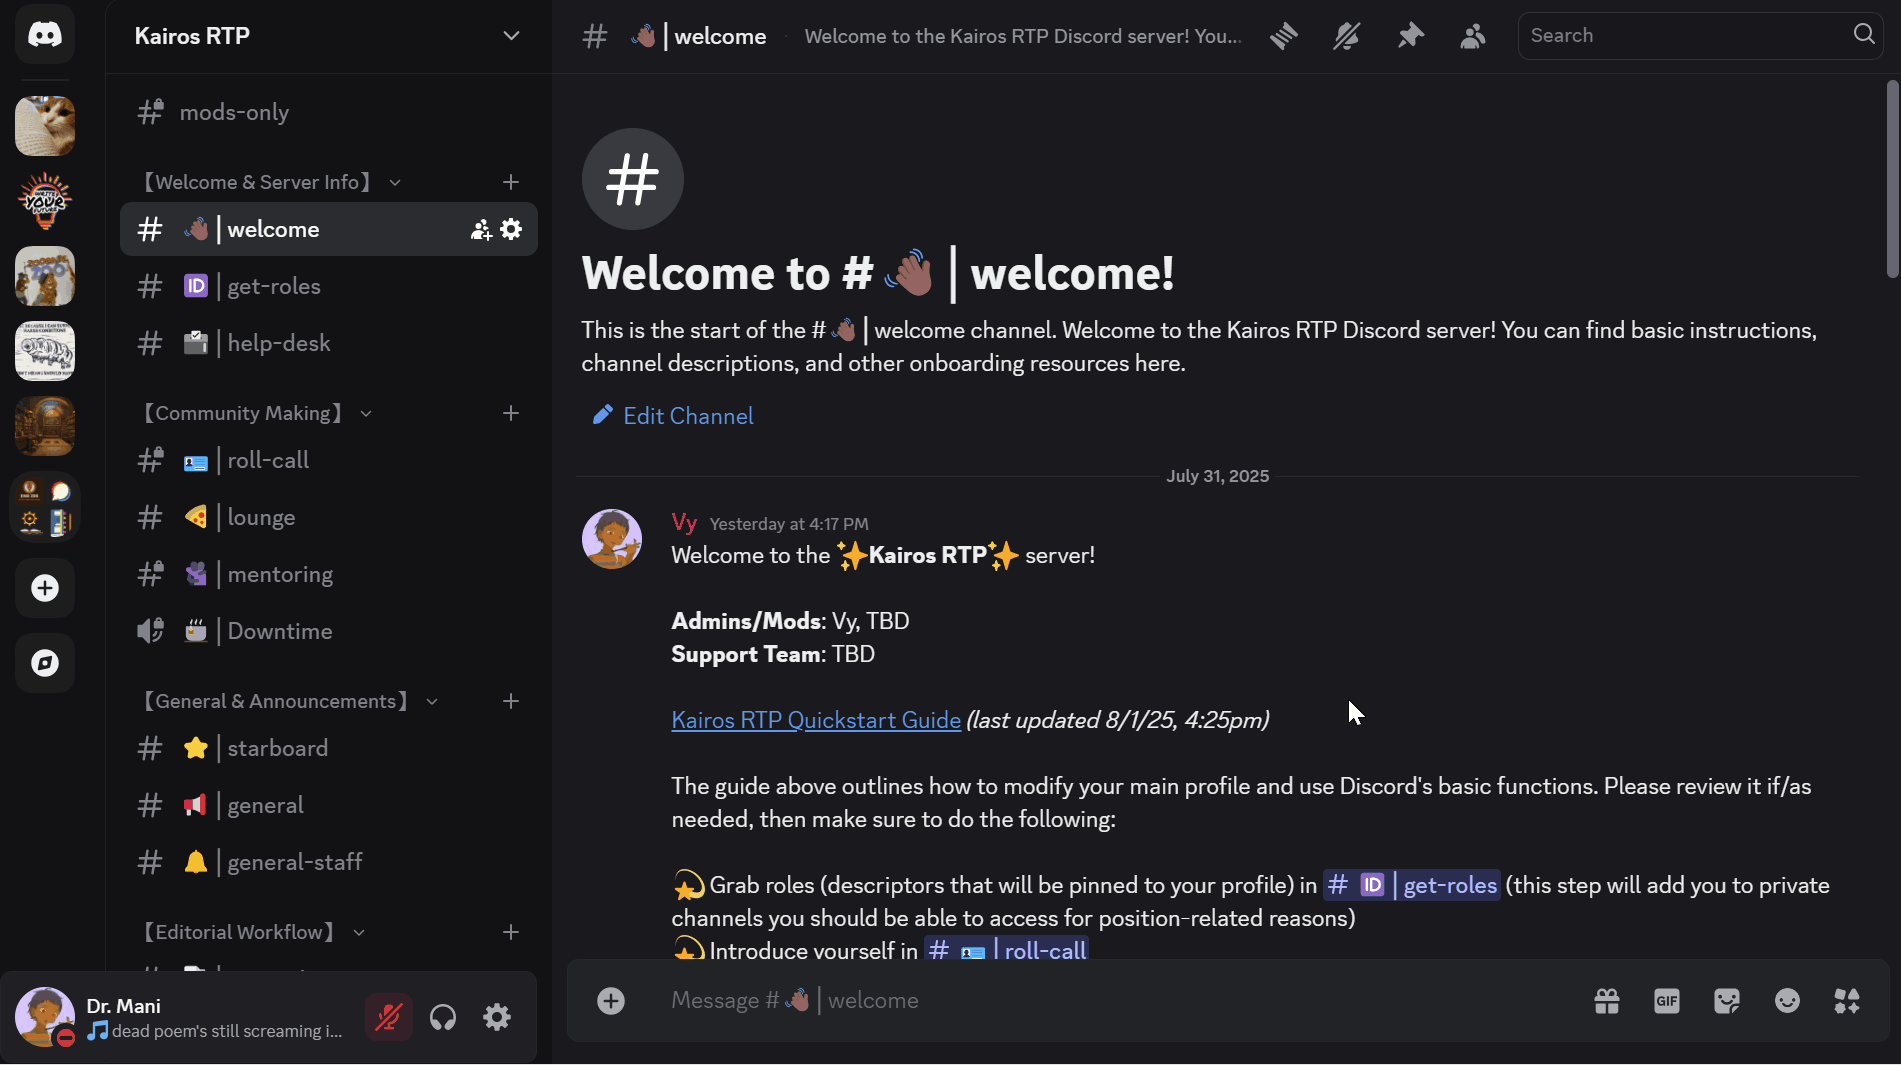 Kairos RTP
mods-only
【Welcome & Server Info】
| welcome
ID | get-roles
| help-desk
【Community Making】
| roll-call
| lounge
| mentoring
| Downtime
【General & Announcements】
| starboard
| general
| general-staff
【Editorial Workflow】
Dr. Mani
dead poem's still screaming i...
# 👋🏾 | welcome
Welcome to the Kairos RTP Discord server! You...
Search
#
Welcome to # 👋🏾 | welcome!
This is the start of the # 👋🏾 | welcome channel. Welcome to the Kairos RTP Discord server! You can find basic instructions,
channel descriptions, and other onboarding resources here.
Edit Channel
July 31, 2025
Vy Yesterday at 4:17 PM
Welcome to the ✨Kairos RTP✨ server!
Admins/Mods: Vy, TBD
Support Team: TBD
Kairos RTP Quickstart Guide (last updated 8/1/25, 4:25pm)
The guide above outlines how to modify your main profile and use Discord's basic functions. Please review it if/as
needed, then make sure to do the following:
💫 Grab roles (descriptors that will be pinned to your profile) in # ID | get-roles (this step will add you to private
channels you should be able to access for position-related reasons)
💫 Introduce yourself in # 🪪 | roll-call
Message # 👋🏾 | welcome
GIF